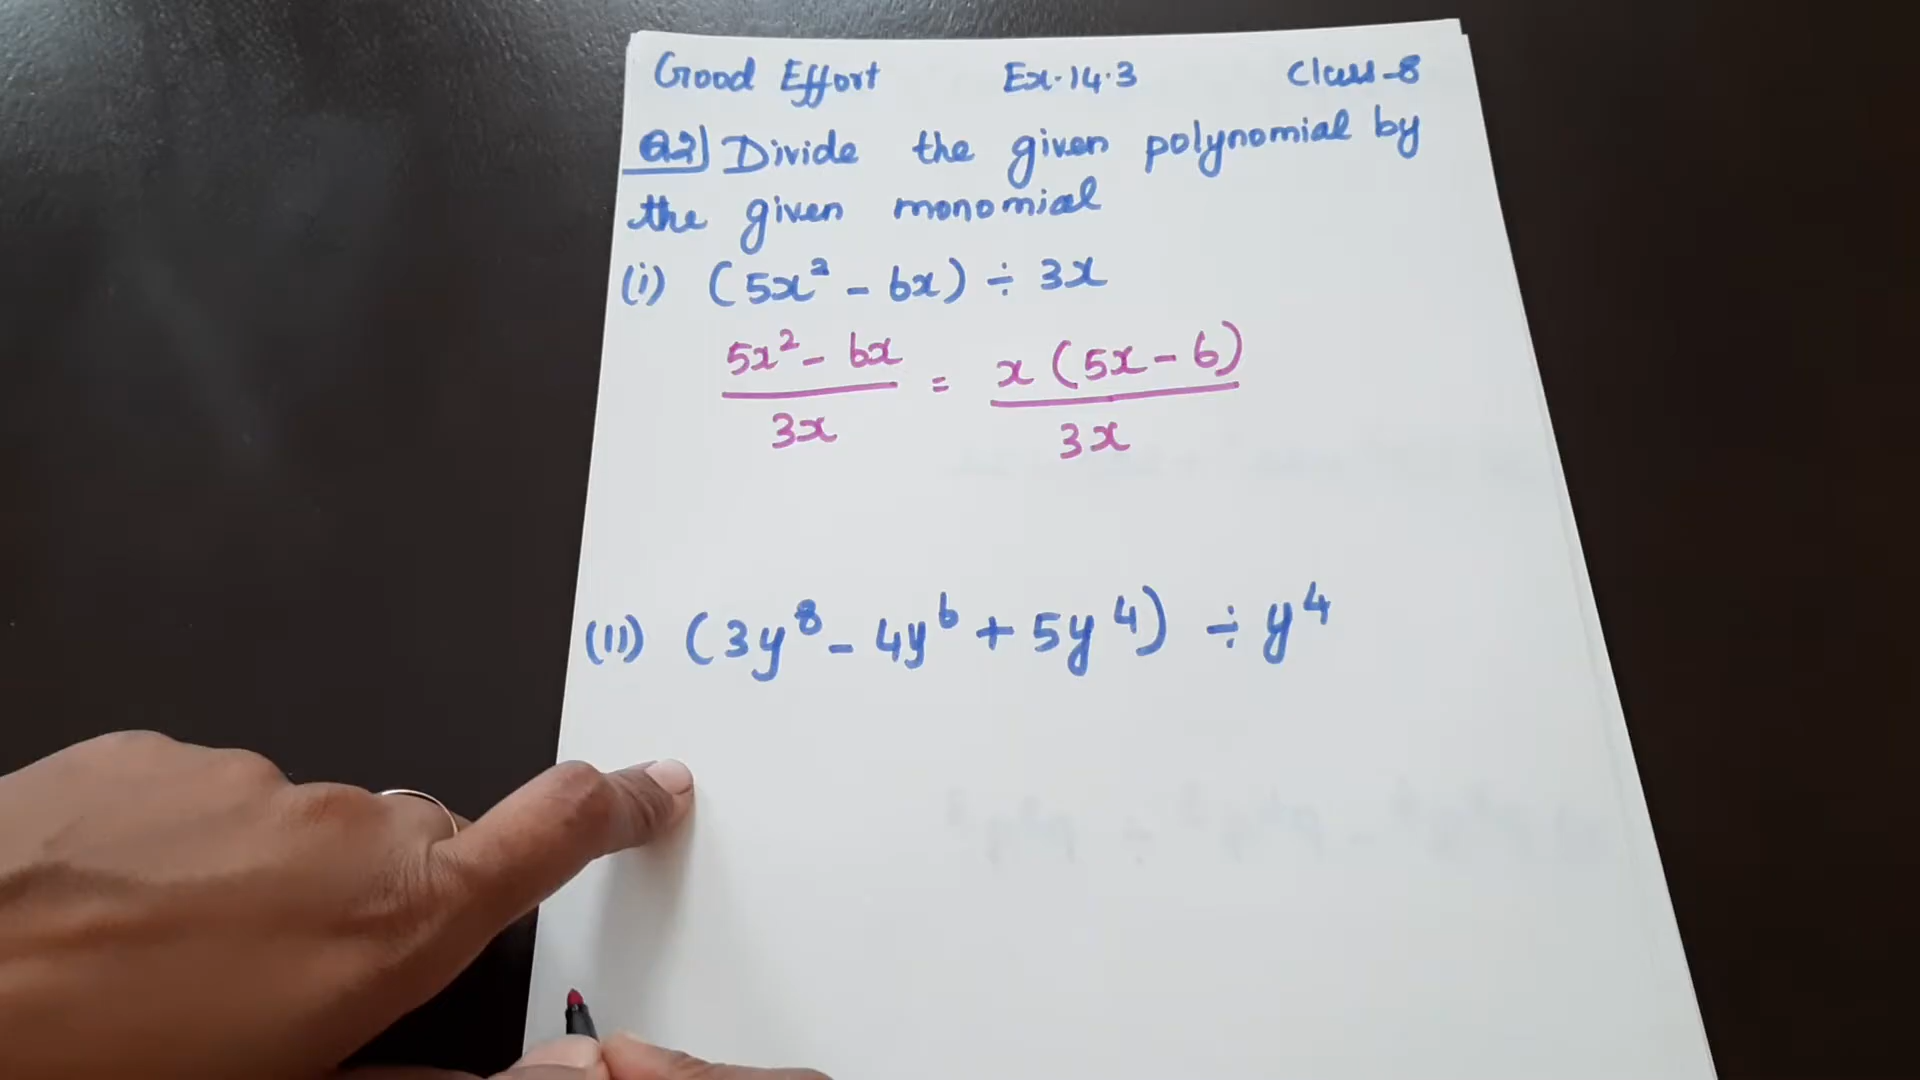 Good Effort Ex.14.3 Class-8
Q2) Divide the given polynomial by
the given monomial
(i) (5x² - 6x) ÷ 3x
5x² - 6x / 3x = x (5x - 6) / 3x
(ii) (3y⁸ - 4y⁶ + 5y⁴) ÷ y⁴